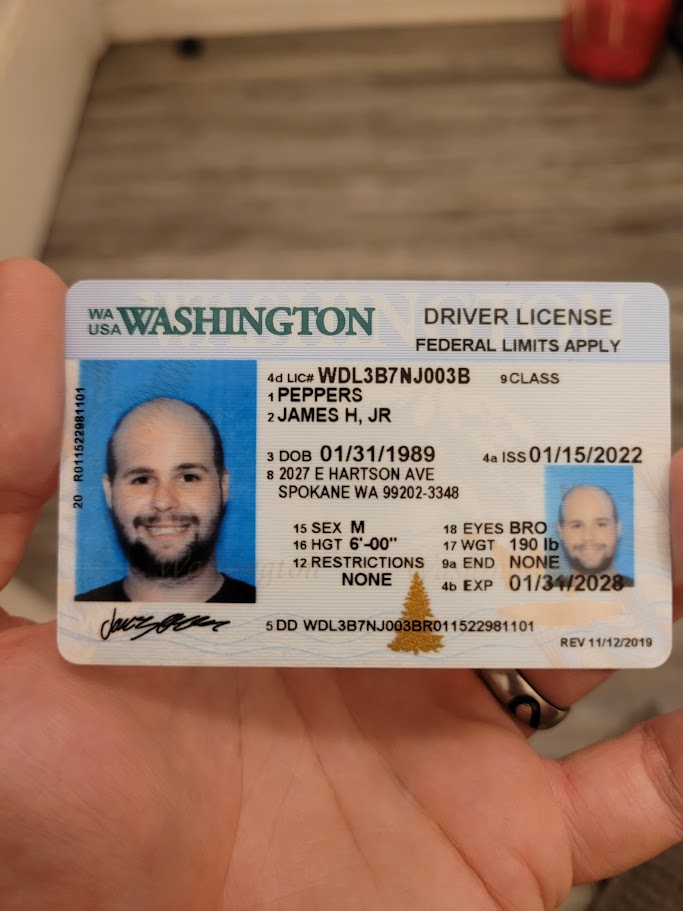 WA
USA
WASHINGTON
DRIVER LICENSE
FEDERAL LIMITS APPLY
4d LIC# WDL3B7NJ003B 9 CLASS
1 PEPPERS
2 JAMES H, JR
3 DOB 01/31/1989 4a ISS 01/15/2022
8 2027 E HARTSON AVE
SPOKANE WA 99202-3348
15 SEX M 18 EYES BRO
16 HGT 6'-00" 17 WGT 190 lb
12 RESTRICTIONS 9a END NONE
NONE
4b EXP 01/31/2028
5 DD WDL3B7NJ003BR011522981101
REV 11/12/2019
20 R011522981101